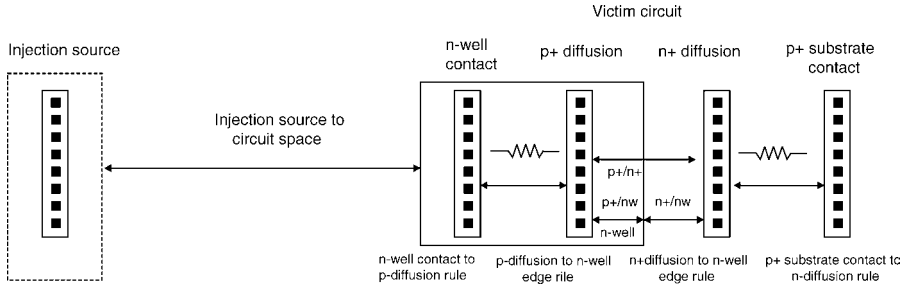 Victim circuit
Injection source
n-well
contact
p+ diffusion
n+ diffusion
p+ substrate
contact
Injection source to
circuit space
p+/n+
p+/nw
n+/nw
n-well
n-well contact to
p-diffusion rule
p-diffusion to n-well
edge rile
n+diffusion to n-well
edge rule
p+ substrate contact to
n-diffusion rule